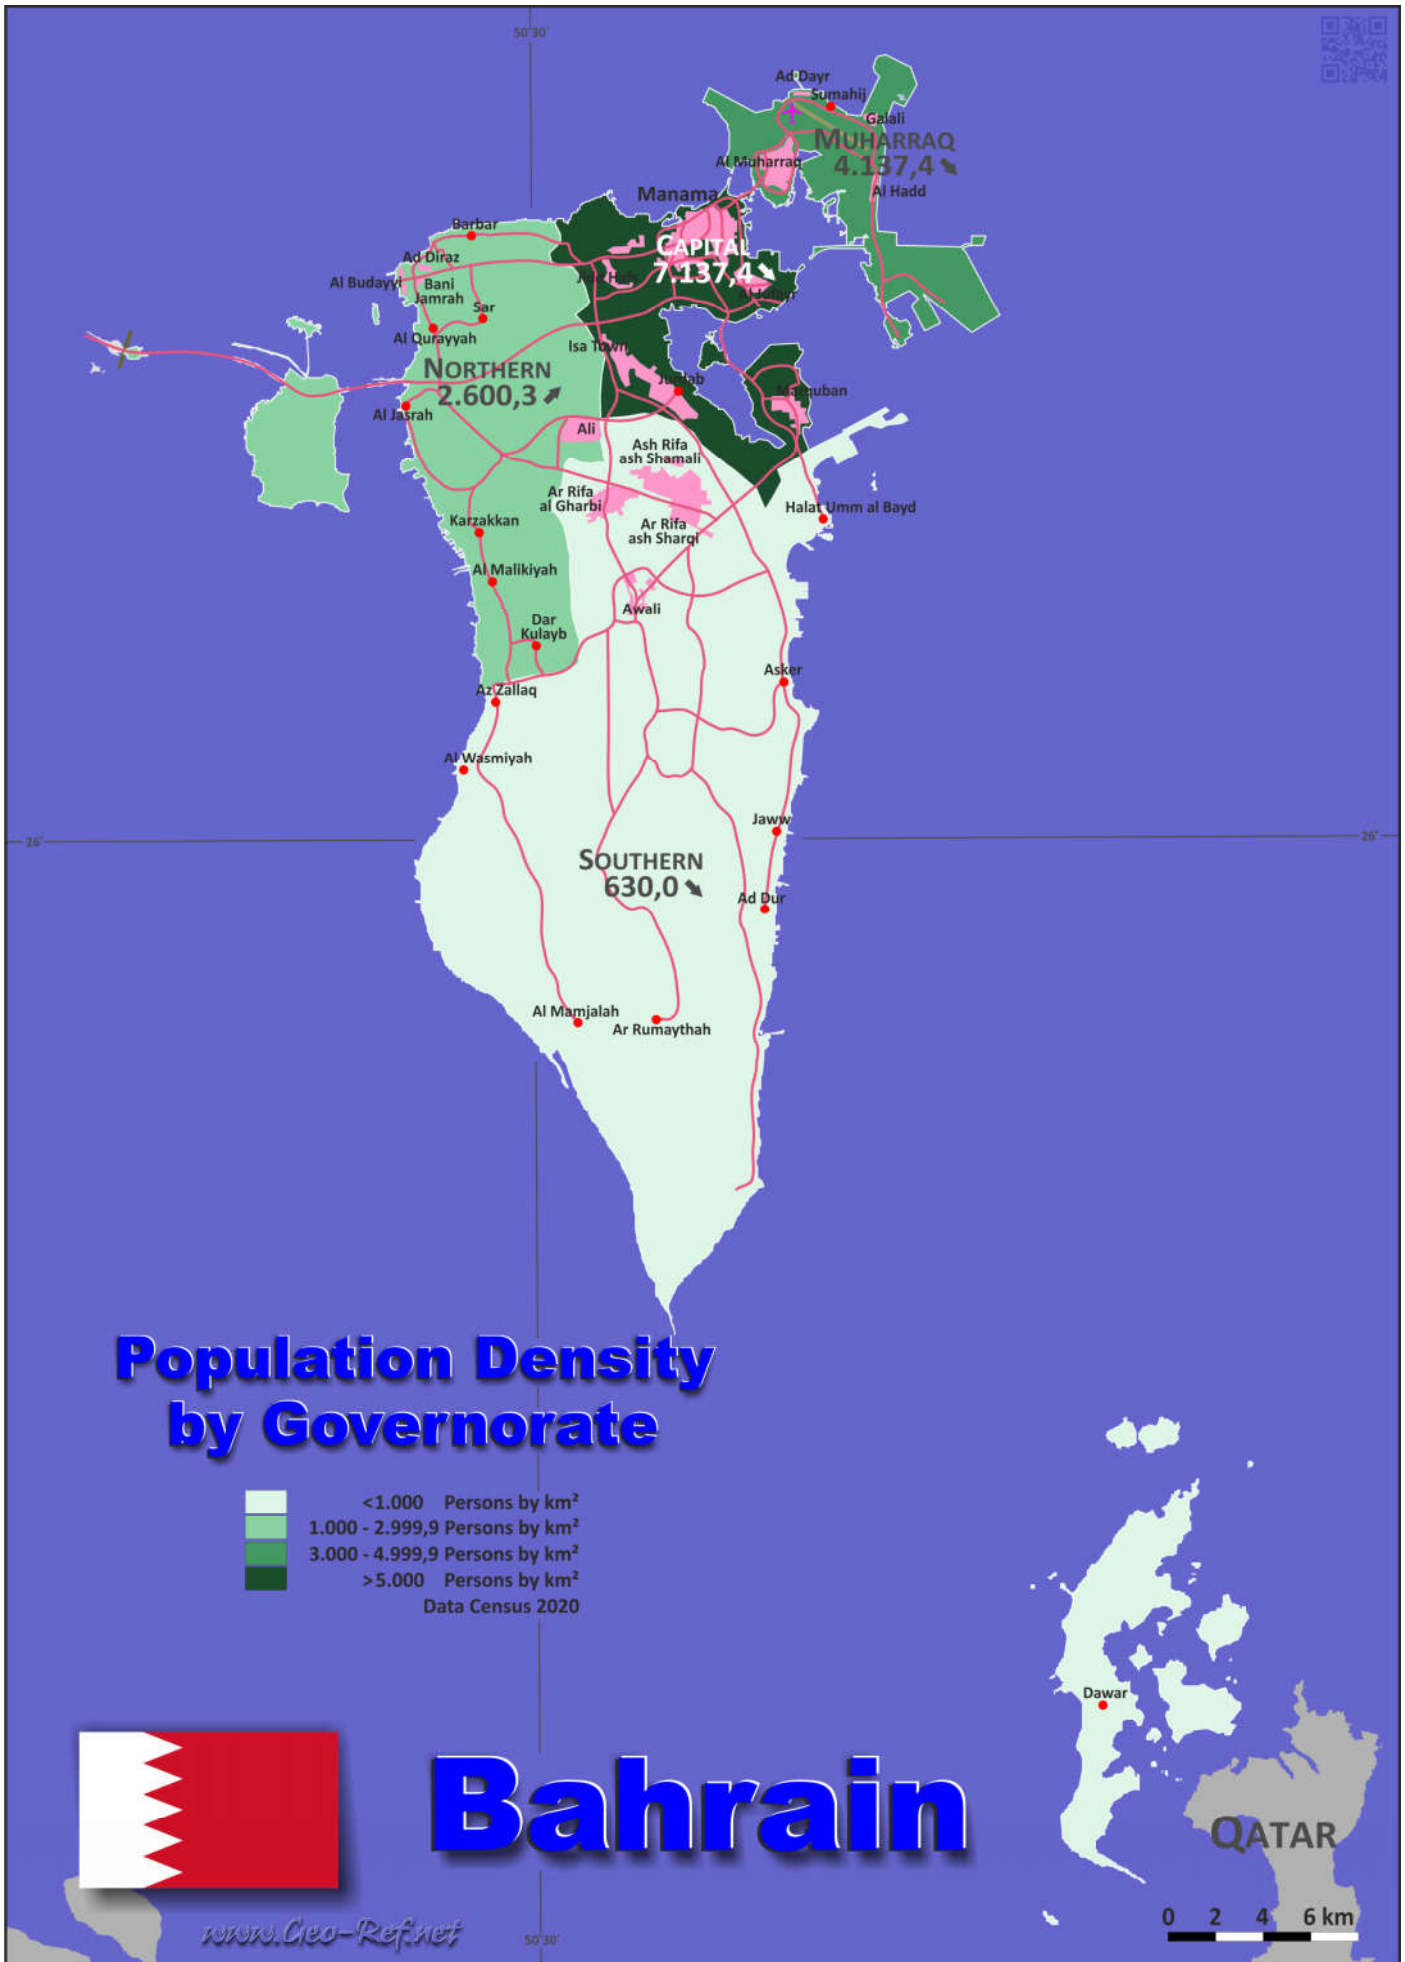 50°30'
Ad Dayr
Sumahij
Galali
MUHARRAQ
4.137,4
Al Muharraq
Al Hadd
Manama
Barbar
CAPITAL
7.137,4
Ad Diraz
Al Budayyi
Bani
Jamrah
Sar
Al Qurayyah
Isa Town
NORTHERN
2.600,3
Al Jasrah
Ali
Ash Rifa
ash Shamali
Ar Rifa
al Gharbi
Halat Umm al Bayd
Karzakkan
Ar Rifa
ash Sharqi
Al Malikiyah
Awali
Dar
Kulayb
Asker
Az Zallaq
Al Wasmiyah
Jaww
26°
26°
SOUTHERN
630,0
Ad Dur
Al Mamjalah
Ar Rumaythah
Population Density
by Governorate
<1.000 Persons by km²
1.000 - 2.999,9 Persons by km²
3.000 - 4.999,9 Persons by km²
>5.000 Persons by km²
Data Census 2020
Dawar
Bahrain
QATAR
www.Geo-Ref.net
0 2 4 6 km
50°30'